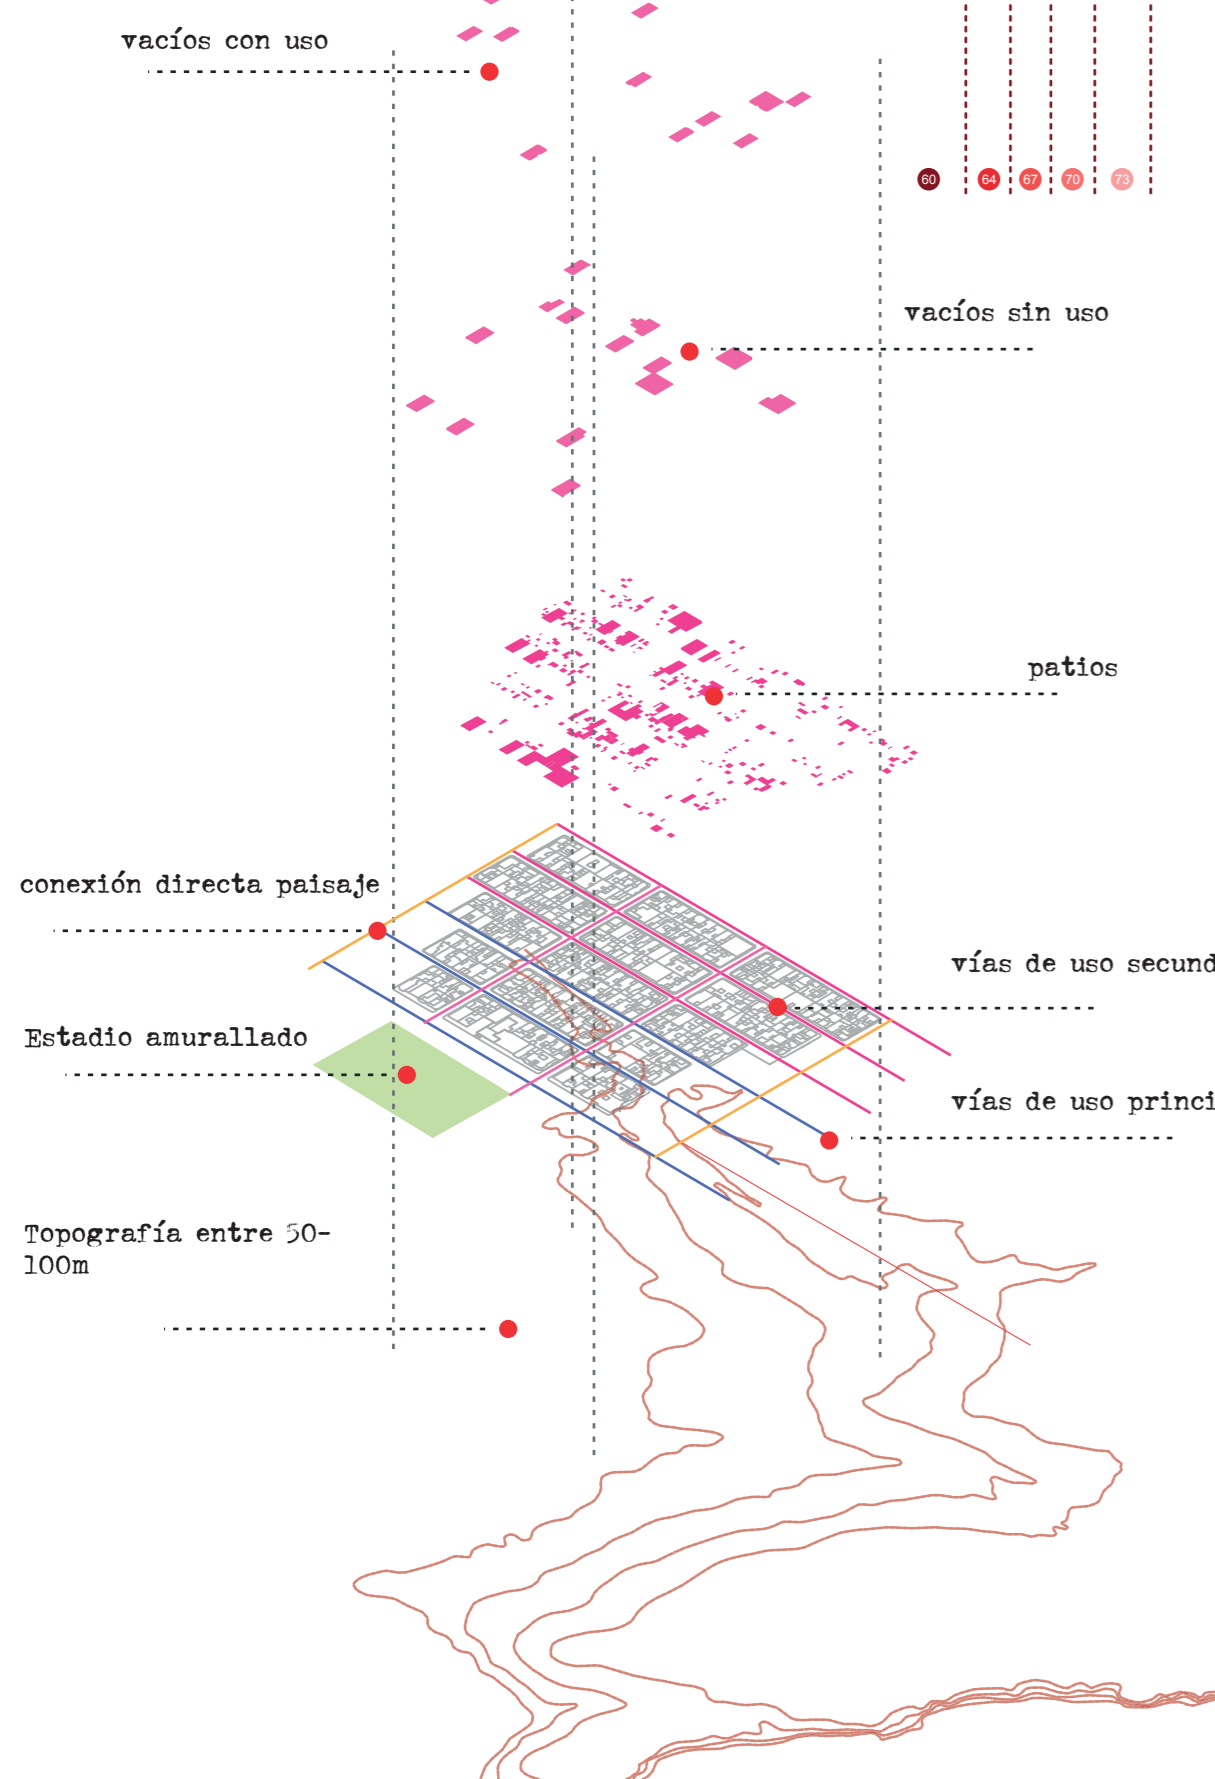 vacíos con uso
60 64 67 70 73
vacíos sin uso
patios
conexión directa paisaje
vías de uso secund
Estadio amurallado
vías de uso princi
Topografía entre 50-
100m